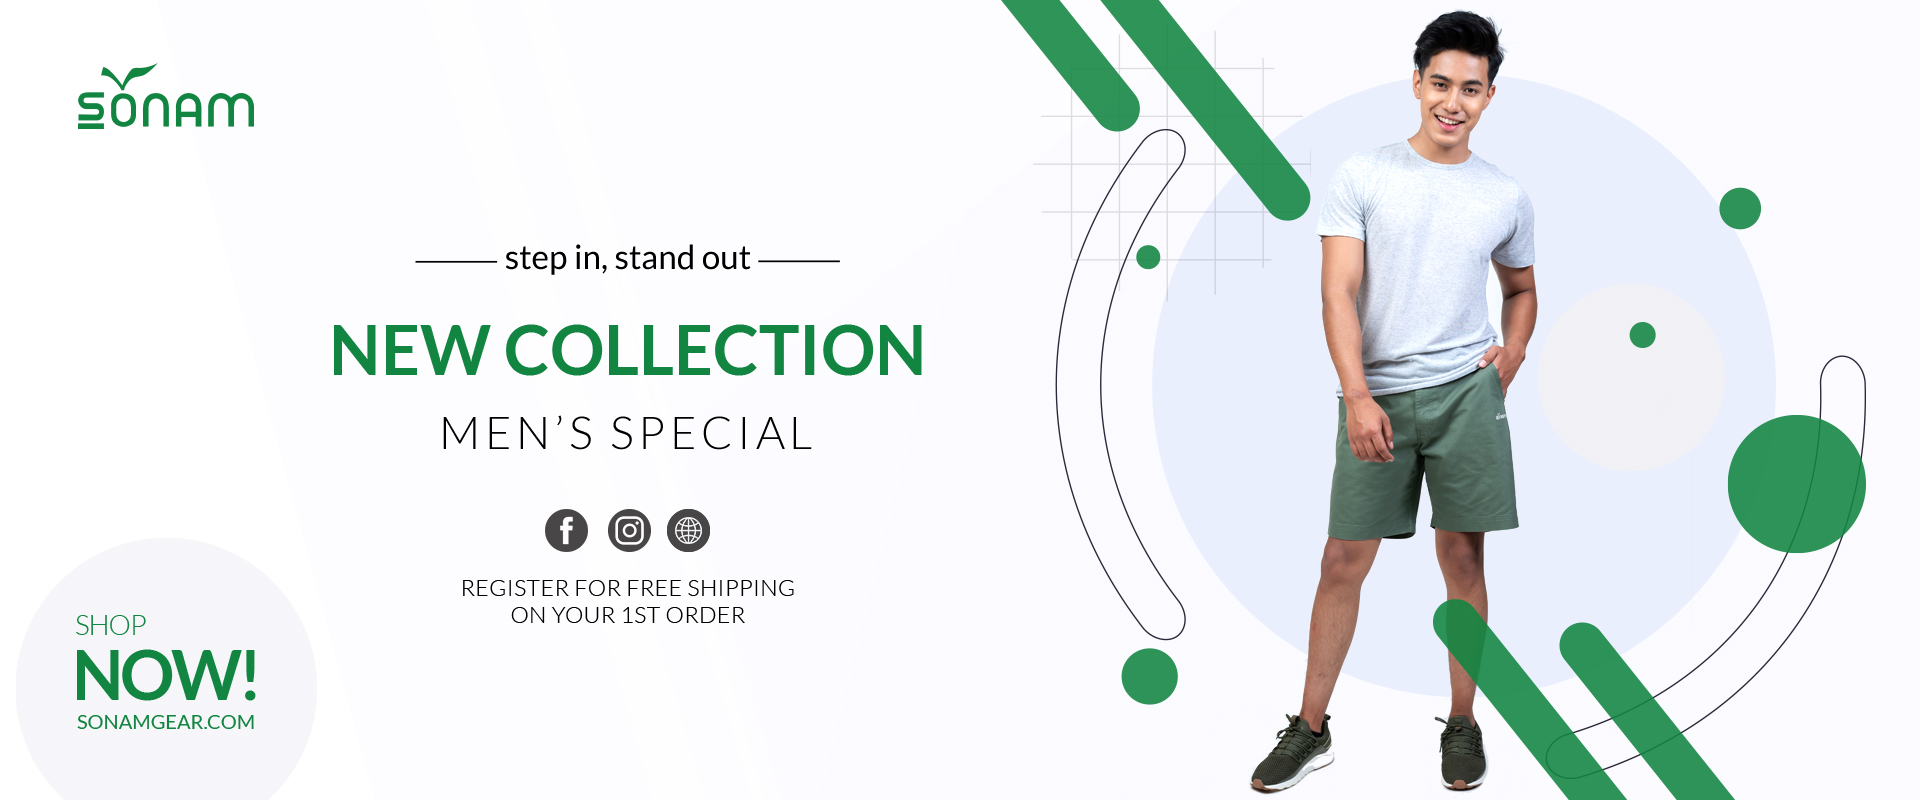 SONAM
step in, stand out
NEW COLLECTION
MEN'S SPECIAL
REGISTER FOR FREE SHIPPING
ON YOUR 1ST ORDER
SHOP
NOW!
SONAMGEAR.COM